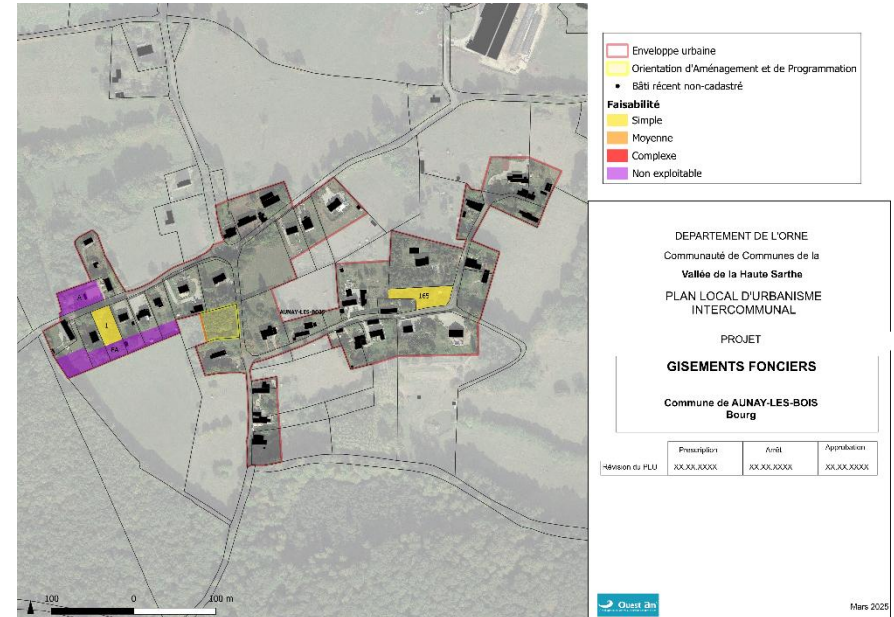 Enveloppe urbaine
Orientation d'Aménagement et de Programmation
Bâti récent non-cadastré
Faisabilité
Simple
Moyenne
Complexe
Non exploitable
DEPARTEMENT DE L'ORNE
Communauté de Communes de la
Vallée de la Haute Sarthe
PLAN LOCAL D'URBANISME
INTERCOMMUNAL
PROJET
GISEMENTS FONCIERS
Commune de AUNAY-LES-BOIS
Bourg
Prescription Arrêt Approbation
Révision du PLU XX.XX.XXXX XX.XX.XXXX XX.XX.XXXX
Mars 2025
165
AUNAY-LES-BOIS
1
100 0 100 m